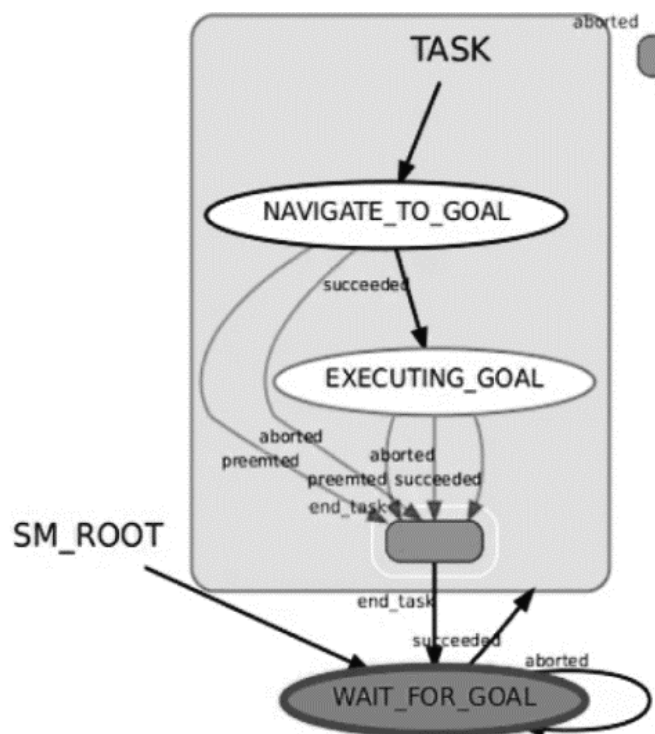 aborted
TASK
NAVIGATE_TO_GOAL
succeeded
EXECUTING_GOAL
aborted
aborted
preemted
preemted succeeded
end_task
SM_ROOT
end_task
succeeded
aborted
WAIT_FOR_GOAL